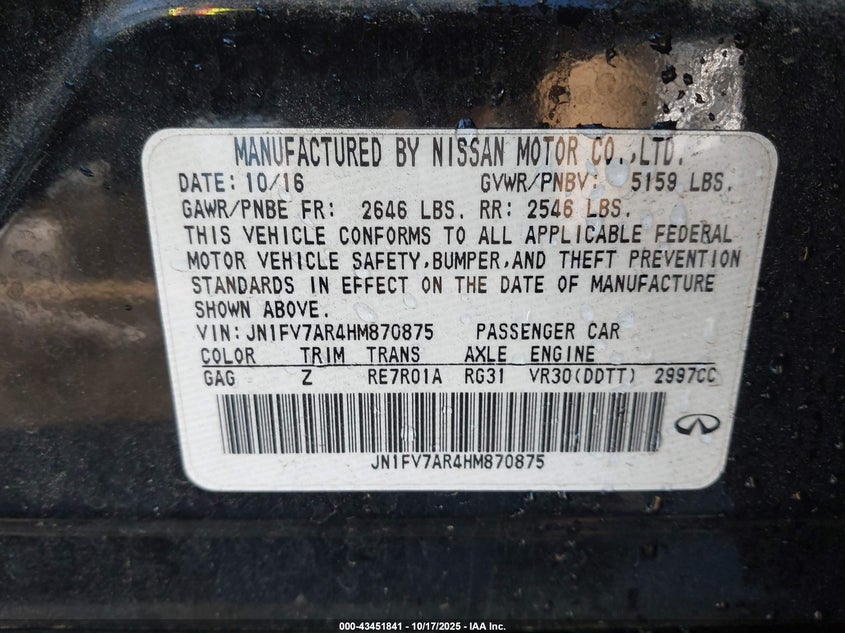 MANUFACTURED BY NISSAN MOTOR CO.,LTD.
DATE: 10/16 GVWR/PNBV: 5159 LBS.
GAWR/PNBE FR: 2646 LBS. RR: 2546 LBS.
THIS VEHICLE CONFORMS TO ALL APPLICABLE FEDERAL
MOTOR VEHICLE SAFETY,BUMPER,AND THEFT PREVENTION
STANDARDS IN EFFECT ON THE DATE OF MANUFACTURE
SHOWN ABOVE.
VIN: JN1FV7AR4HM870875 PASSENGER CAR
COLOR TRIM TRANS AXLE ENGINE
GAG Z RE7R01A RG31 VR30(DDTT) 2997CC
JN1FV7AR4HM870875
000-43451841 | 10/17/2025 - IAA Inc.